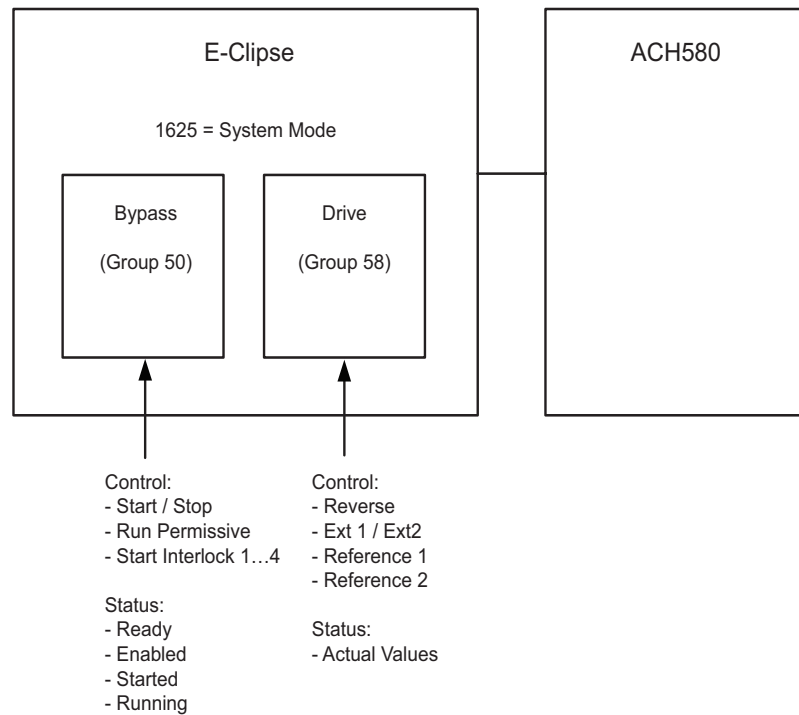 E-Clipse
ACH580
1625 = System Mode
Bypass
(Group 50)
Drive
(Group 58)
Control:
- Start / Stop
- Run Permissive
- Start Interlock 1…4
Status:
- Ready
- Enabled
- Started
- Running
Control:
- Reverse
- Ext 1 / Ext2
- Reference 1
- Reference 2
Status:
- Actual Values